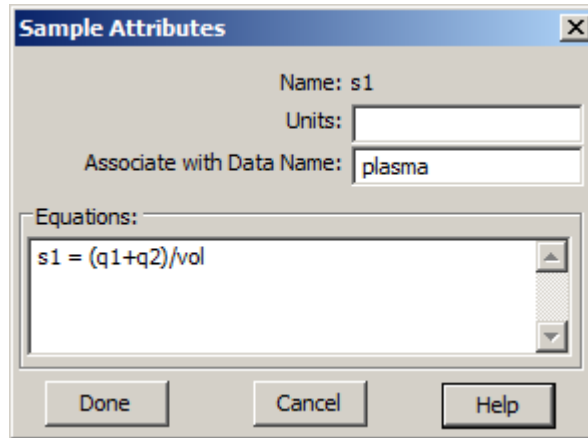 Sample Attributes
Name: s1
Units:
Associate with Data Name: plasma
Equations:
s1 = (q1+q2)/vol
Done Cancel Help